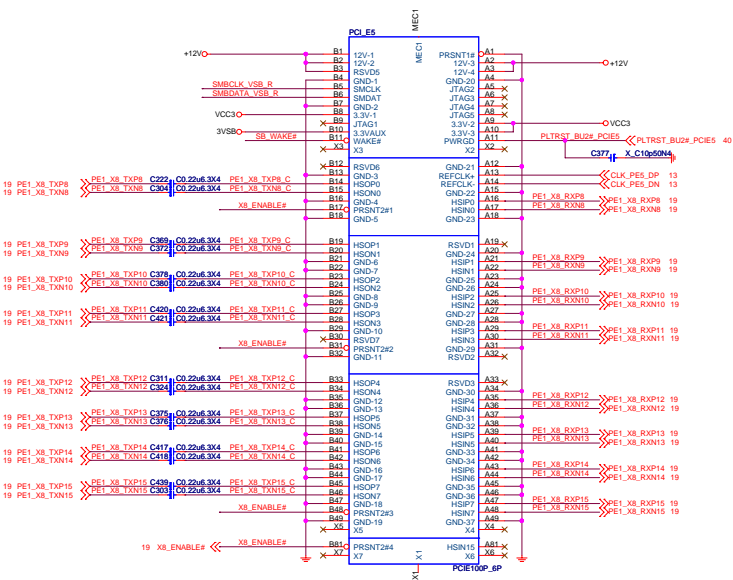 MEC1
PCI_E5
+12V B1 12V-1 MEC1 PRSNT1# A1
B2 12V-2 12V-3 A2 +12V
B3 RSVD5 12V-4 A3
B4 GND-1 GND-20 A4
SMBCLK_VSB_R B5 SMCLK JTAG2 A5
SMBDATA_VSB_R B6 SMDAT JTAG3 A6
B7 GND-2 JTAG4 A7
VCC3 B8 3.3V-1 JTAG5 A8
B9 JTAG1 3.3V-2 A9 VCC3
3VSB B10 3.3VAUX 3.3V-3 A10
SB_WAKE# B11 WAKE# PWRGD A11 PLTRST_BU2#_PCIE5 PLTRST_BU2#_PCIE5 40
X3 X3 X2 X2
C377 X_C10p50N4
B12 RSVD6 GND-21 A12
B13 GND-3 REFCLK+ A13 CLK_PE5_DP 13
19 PE1_X8_TXP8 PE1_X8_TXP8 C222 C0.22u6.3X4 PE1_X8_TXP8_C B14 HSOP0 REFCLK- A14 CLK_PE5_DN 13
19 PE1_X8_TXN8 PE1_X8_TXN8 C304 C0.22u6.3X4 PE1_X8_TXN8_C B15 HSON0 GND-22 A15
B16 GND-4 HSIP0 A16 PE1_X8_RXP8 PE1_X8_RXP8 19
X8_ENABLE# B17 PRSNT2#1 HSIN0 A17 PE1_X8_RXN8 PE1_X8_RXN8 19
B18 GND-5 GND-23 A18
19 PE1_X8_TXP9 PE1_X8_TXP9 C369 C0.22u6.3X4 PE1_X8_TXP9_C B19 HSOP1 RSVD1 A19
19 PE1_X8_TXN9 PE1_X8_TXN9 C372 C0.22u6.3X4 PE1_X8_TXN9_C B20 HSON1 GND-24 A20
B21 GND-6 HSIP1 A21 PE1_X8_RXP9 PE1_X8_RXP9 19
B22 GND-7 HSIN1 A22 PE1_X8_RXN9 PE1_X8_RXN9 19
19 PE1_X8_TXP10 PE1_X8_TXP10 C378 C0.22u6.3X4 PE1_X8_TXP10_C B23 HSOP2 GND-25 A23
19 PE1_X8_TXN10 PE1_X8_TXN10 C380 C0.22u6.3X4 PE1_X8_TXN10_C B24 HSON2 GND-26 A24
B25 GND-8 HSIP2 A25 PE1_X8_RXP10 PE1_X8_RXP10 19
B26 GND-9 HSIN2 A26 PE1_X8_RXN10 PE1_X8_RXN10 19
19 PE1_X8_TXP11 PE1_X8_TXP11 C420 C0.22u6.3X4 PE1_X8_TXP11_C B27 HSOP3 GND-27 A27
19 PE1_X8_TXN11 PE1_X8_TXN11 C421 C0.22u6.3X4 PE1_X8_TXN11_C B28 HSON3 GND-28 A28
B29 GND-10 HSIP3 A29 PE1_X8_RXP11 PE1_X8_RXP11 19
B30 RSVD7 HSIN3 A30 PE1_X8_RXN11 PE1_X8_RXN11 19
X8_ENABLE# B31 PRSNT2#2 GND-29 A31
B32 GND-11 RSVD2 A32
19 PE1_X8_TXP12 PE1_X8_TXP12 C311 C0.22u6.3X4 PE1_X8_TXP12_C B33 HSOP4 RSVD3 A33
19 PE1_X8_TXN12 PE1_X8_TXN12 C324 C0.22u6.3X4 PE1_X8_TXN12_C B34 HSON4 GND-30 A34
B35 GND-12 HSIP4 A35 PE1_X8_RXP12 PE1_X8_RXP12 19
B36 GND-13 HSIN4 A36 PE1_X8_RXN12 PE1_X8_RXN12 19
19 PE1_X8_TXP13 PE1_X8_TXP13 C375 C0.22u6.3X4 PE1_X8_TXP13_C B37 HSOP5 GND-31 A37
19 PE1_X8_TXN13 PE1_X8_TXN13 C376 C0.22u6.3X4 PE1_X8_TXN13_C B38 HSON5 GND-32 A38
B39 GND-14 HSIP5 A39 PE1_X8_RXP13 PE1_X8_RXP13 19
B40 GND-15 HSIN5 A40 PE1_X8_RXN13 PE1_X8_RXN13 19
19 PE1_X8_TXP14 PE1_X8_TXP14 C417 C0.22u6.3X4 PE1_X8_TXP14_C B41 HSOP6 GND-33 A41
19 PE1_X8_TXN14 PE1_X8_TXN14 C418 C0.22u6.3X4 PE1_X8_TXN14_C B42 HSON6 GND-34 A42
B43 GND-16 HSIP6 A43 PE1_X8_RXP14 PE1_X8_RXP14 19
B44 GND-17 HSIN6 A44 PE1_X8_RXN14 PE1_X8_RXN14 19
19 PE1_X8_TXP15 PE1_X8_TXP15 C439 C0.22u6.3X4 PE1_X8_TXP15_C B45 HSOP7 GND-35 A45
19 PE1_X8_TXN15 PE1_X8_TXN15 C303 C0.22u6.3X4 PE1_X8_TXN15_C B46 HSON7 GND-36 A46
B47 GND-18 HSIP7 A47 PE1_X8_RXP15 PE1_X8_RXP15 19
X8_ENABLE# B48 PRSNT2#3 HSIN7 A48 PE1_X8_RXN15 PE1_X8_RXN15 19
B49 GND-19 GND-37 A49
X5 X5 X4 X4
19 X8_ENABLE# X8_ENABLE# B81 PRSNT2#4 HSIN15 A81
X7 X7 X1 X6 X6
X1 PCIE100P_6P